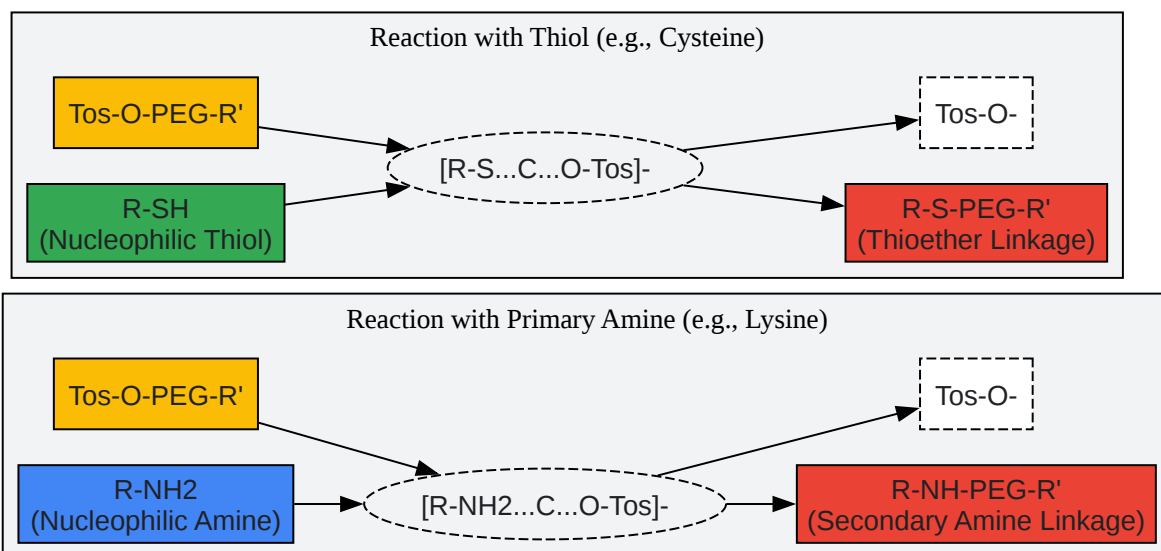 Reaction with Thiol (e.g., Cysteine)
Tos-O-PEG-R'
Tos-O-
[R-S...C...O-Tos]-
R-SH
(Nucleophilic Thiol)
R-S-PEG-R'
(Thioether Linkage)
Reaction with Primary Amine (e.g., Lysine)
Tos-O-PEG-R'
Tos-O-
R-NH2
(Nucleophilic Amine)
[R-NH2...C...O-Tos]-
R-NH-PEG-R'
(Secondary Amine Linkage)